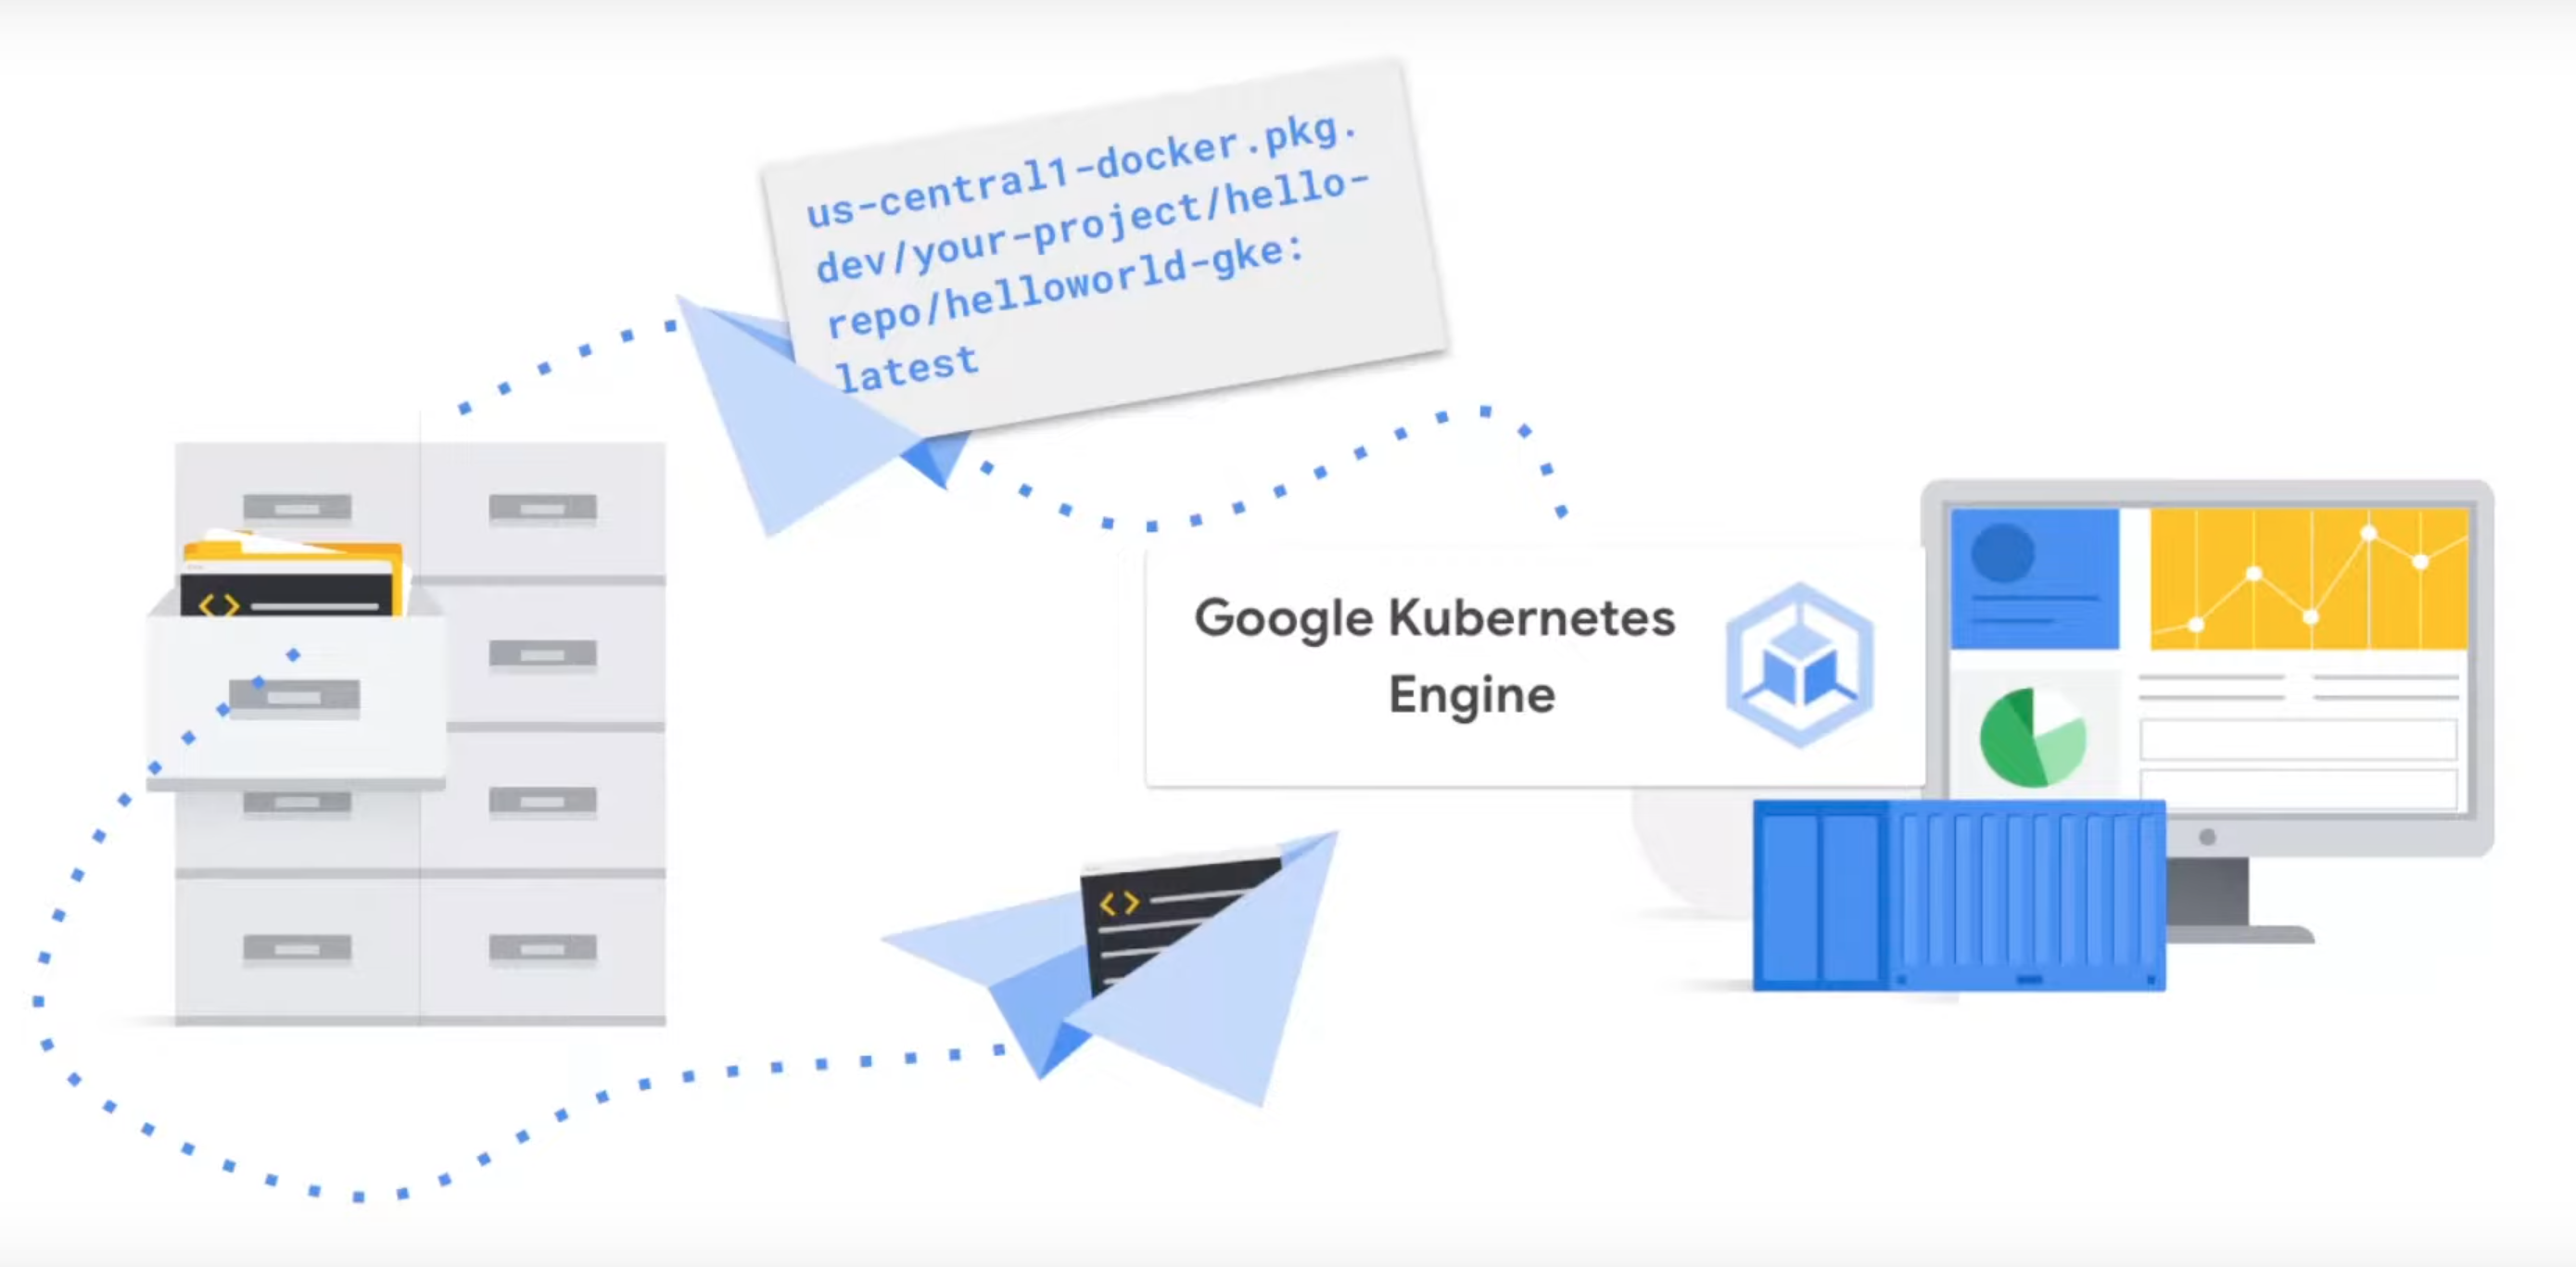 us-central1-docker.pkg.
dev/your-project/hello-
repo/helloworld-gke:
latest
Google Kubernetes
Engine
<>
<>